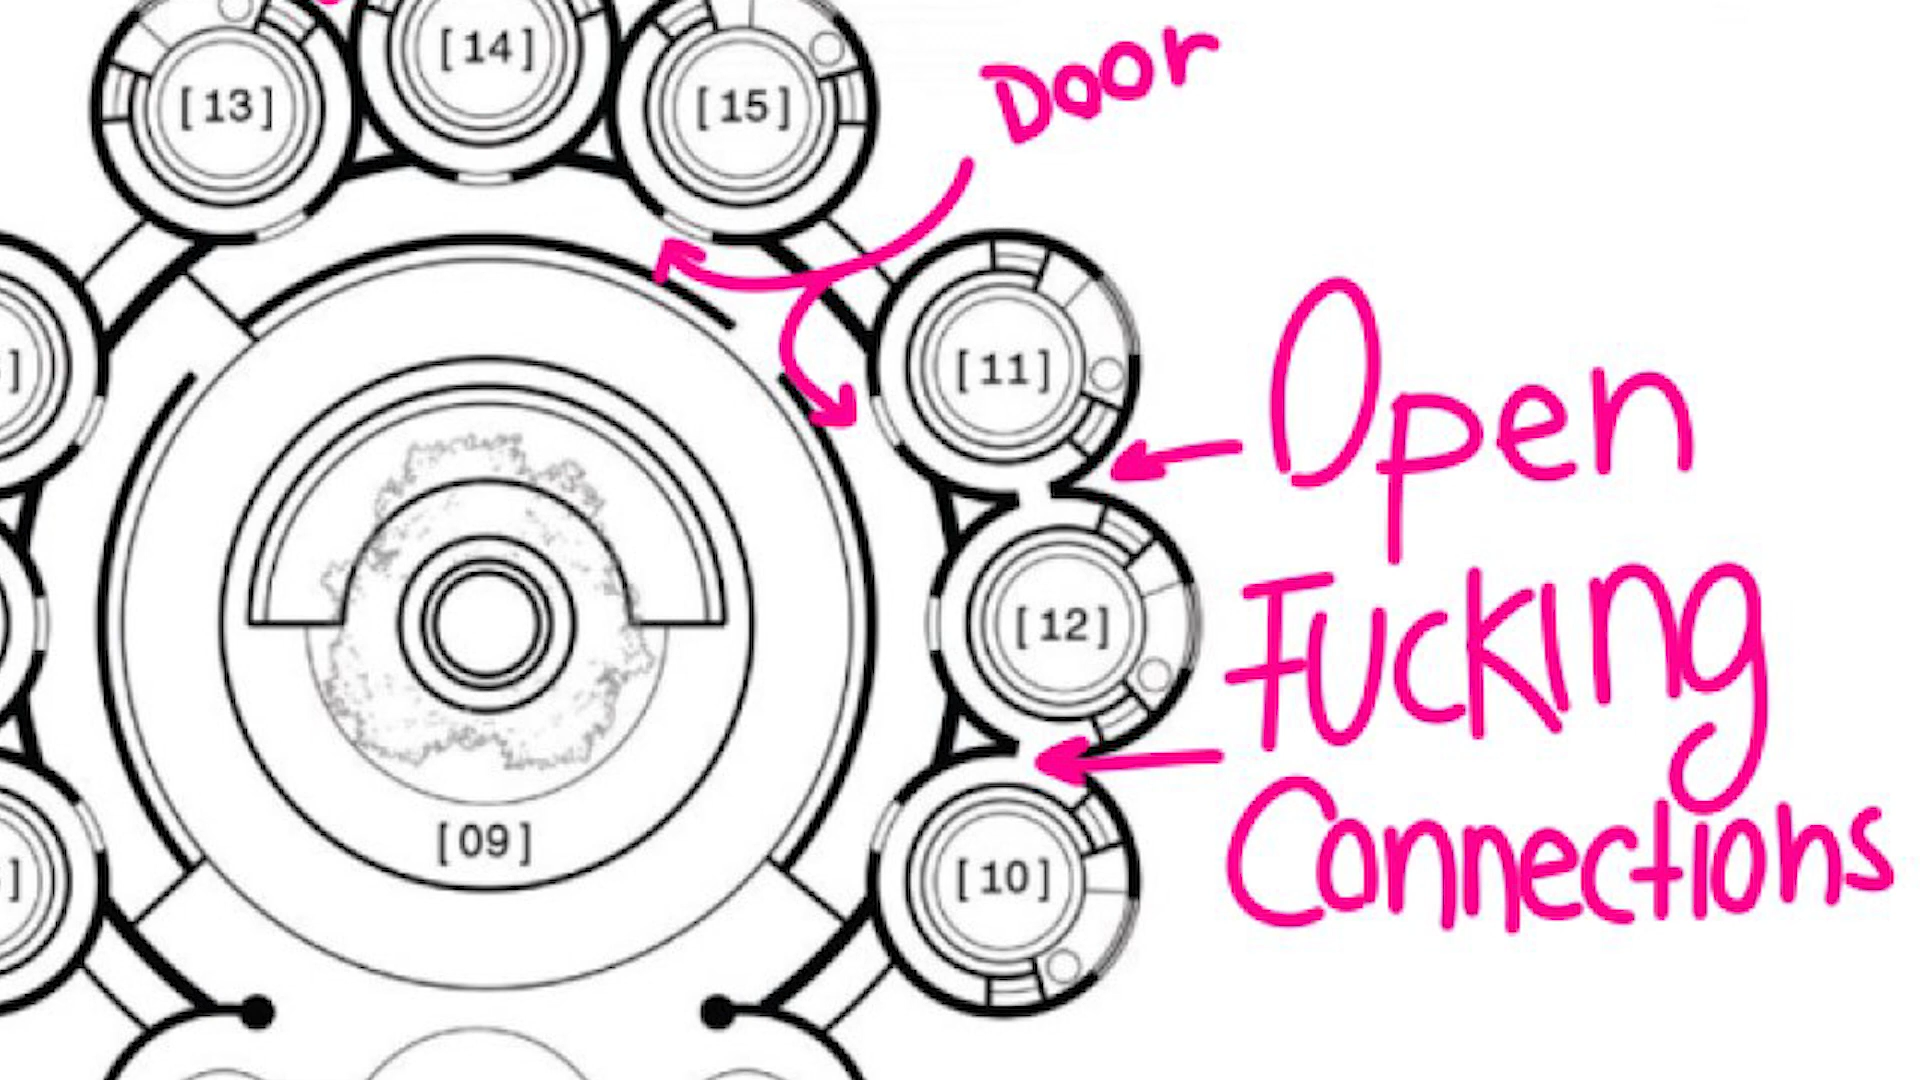 [14]
[13]
[15]
Door
[11]
Open
[12]
Fucking
[09]
[10]
Connections